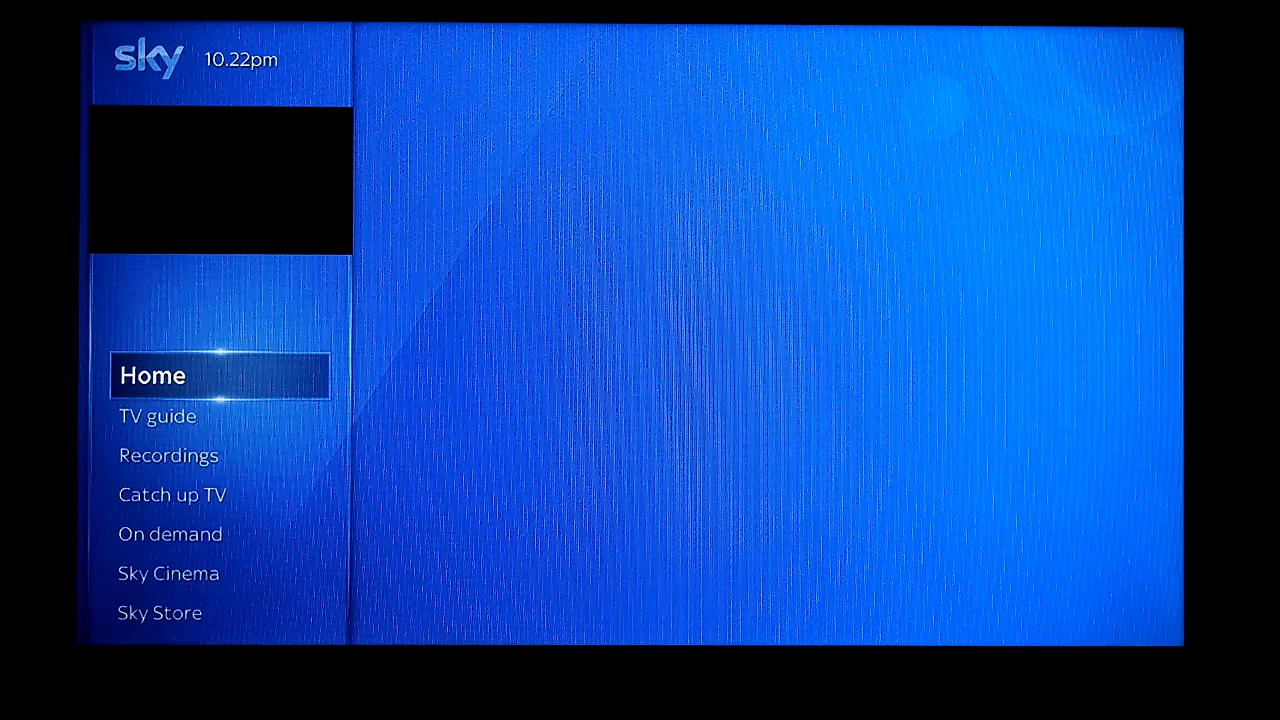 sky 10.22pm
Home
TV guide
Recordings
Catch up TV
On demand
Sky Cinema
Sky Store